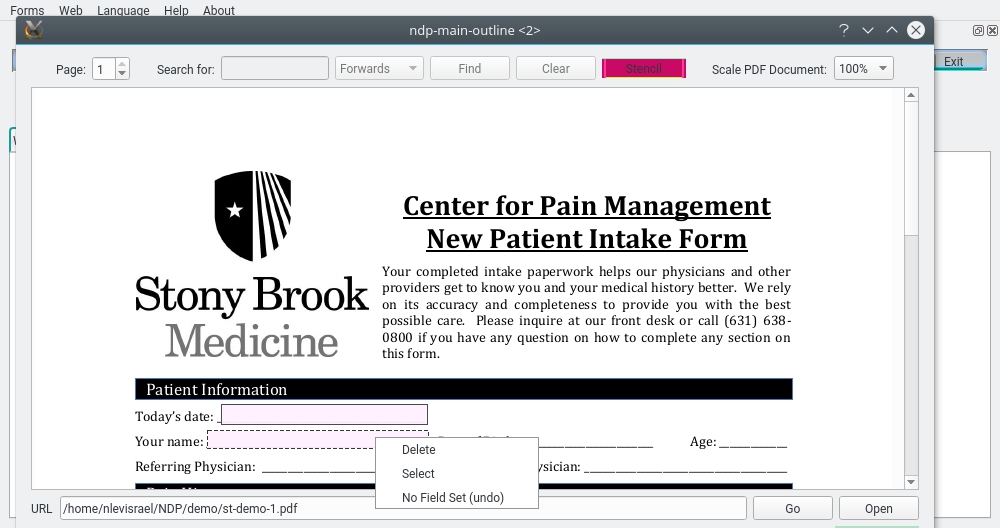 Forms Web Language Help About
ndp-main-outline <2>
Exit
Page: 1 Search for: Forwards Find Clear Stencil Scale PDF Document: 100%
Center for Pain Management
New Patient Intake Form
Stony Brook
Medicine
Your completed intake paperwork helps our physicians and other
providers get to know you and your medical history better. We rely
on its accuracy and completeness to provide you with the best
possible care. Please inquire at our front desk or call (631) 638-
0800 if you have any question on how to complete any section on
this form.
Patient Information
Today's date: _
Your name: Age: ____________
Referring Physician: ____________ysician: ____________
Delete
Select
No Field Set (undo)
URL /home/nlevisrael/NDP/demo/st-demo-1.pdf Go Open